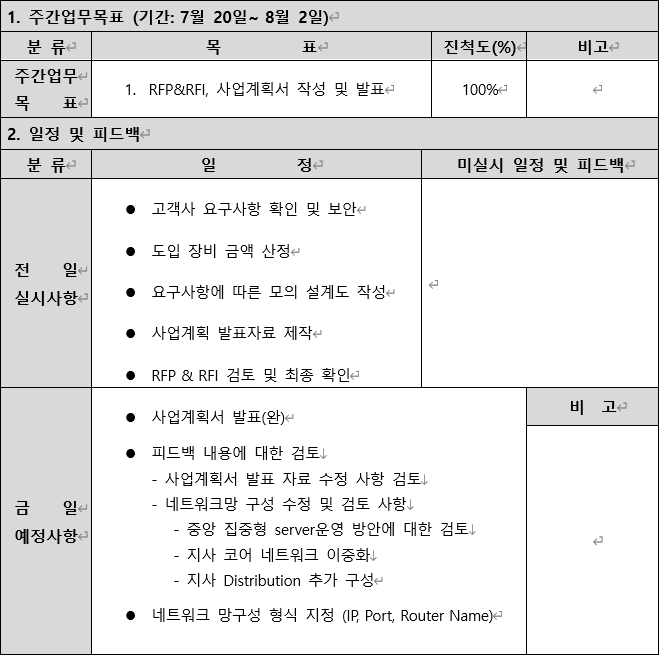 1. 주간업무목표 (기간: 7월 20일~ 8월 2일)
분 류 목 표 진척도(%) 비고
주간업무
목 표
1. RFP&RFI, 사업계획서 작성 및 발표 100%
2. 일정 및 피드백
분 류 일 정 미실시 일정 및 피드백
전 일
실시사항
● 고객사 요구사항 확인 및 보안
● 도입 장비 금액 산정
● 요구사항에 따른 모의 설계도 작성
● 사업계획 발표자료 제작
● RFP & RFI 검토 및 최종 확인
금 일
예정사항
● 사업계획서 발표(완)
● 피드백 내용에 대한 검토
- 사업계획서 발표 자료 수정 사항 검토
- 네트워크망 구성 수정 및 검토 사항
- 중앙 집중형 server운영 방안에 대한 검토
- 지사 코어 네트워크 이중화
- 지사 Distribution 추가 구성
● 네트워크 망구성 형식 지정 (IP, Port, Router Name)
비 고